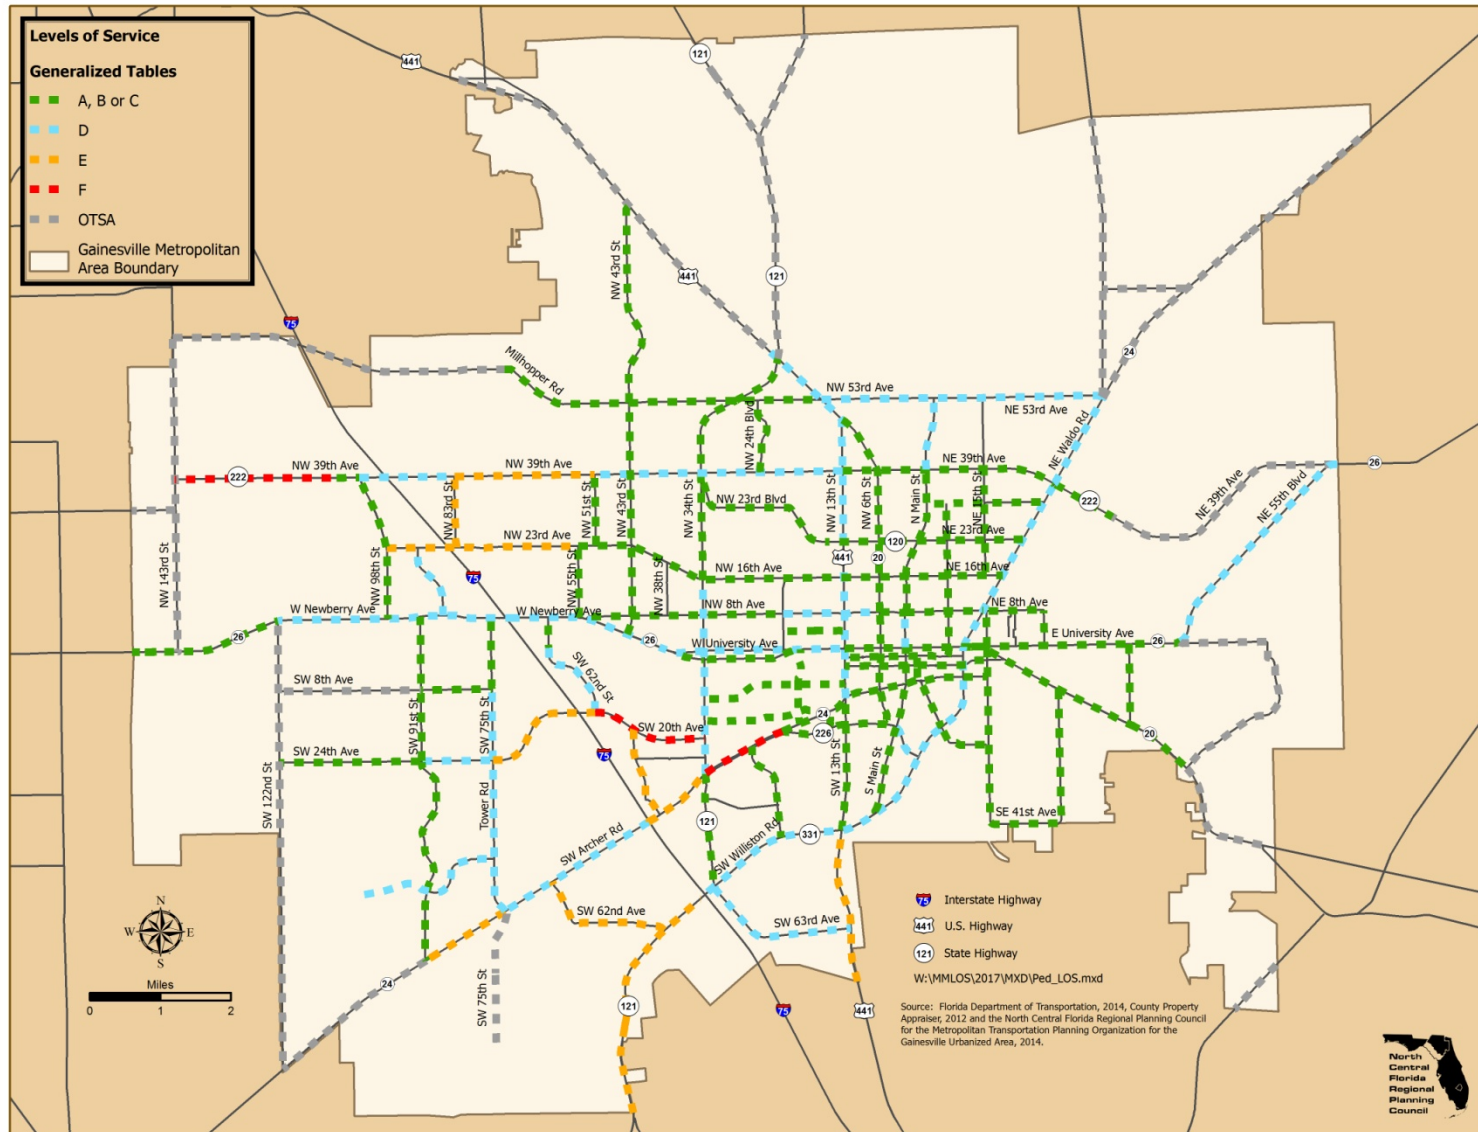 Levels of Service
Generalized Tables
A, B or C
D
E
F
OTSA
Gainesville Metropolitan
Area Boundary
441
121
75
NW 43rd St
441
121
24
Millhopper Rd
NW 53rd Ave
NE 53rd Ave
NW 24th Blvd
NE Waldo Rd
222
NW 39th Ave
NW 39th Ave
NE 39th Ave
26
NW 83rd St
NW 51st St
NW 43rd St
NW 34th St
NW 23rd Blvd
NW 13th St
NW 6th St
N Main St
NE 15th St
222
NE 39th Ave
NE 55th Blvd
NW 143rd St
NW 98th St
NW 23rd Ave
120
NE 23rd Ave
441
20
75
NW 55th St
NW 38th St
NW 16th Ave
NE 16th Ave
W Newberry Ave
W Newberry Ave
NW 8th Ave
NE 8th Ave
26
26
W University Ave
E University Ave
26
SW 8th Ave
SW 62nd St
SW 91st St
SW 75th St
SW 20th Ave
24
226
20
SW 24th Ave
75
SW 122nd St
Tower Rd
SW 13th St
S Main St
SE 41st Ave
121
331
SW Archer Rd
SW Williston Rd
SW 62nd Ave
SW 63rd Ave
24
SW 75th St
121
75
441
N
W E
S
Miles
0 1 2
75 Interstate Highway
441 U.S. Highway
121 State Highway
W:\MMLOS\2017\MXD\Ped_LOS.mxd
Source: Florida Department of Transportation, 2014, County Property
Appraiser, 2012 and the North Central Florida Regional Planning Council
for the Metropolitan Transportation Planning Organization for the
Gainesville Urbanized Area, 2014.
North
Central
Florida
Regional
Planning
Council